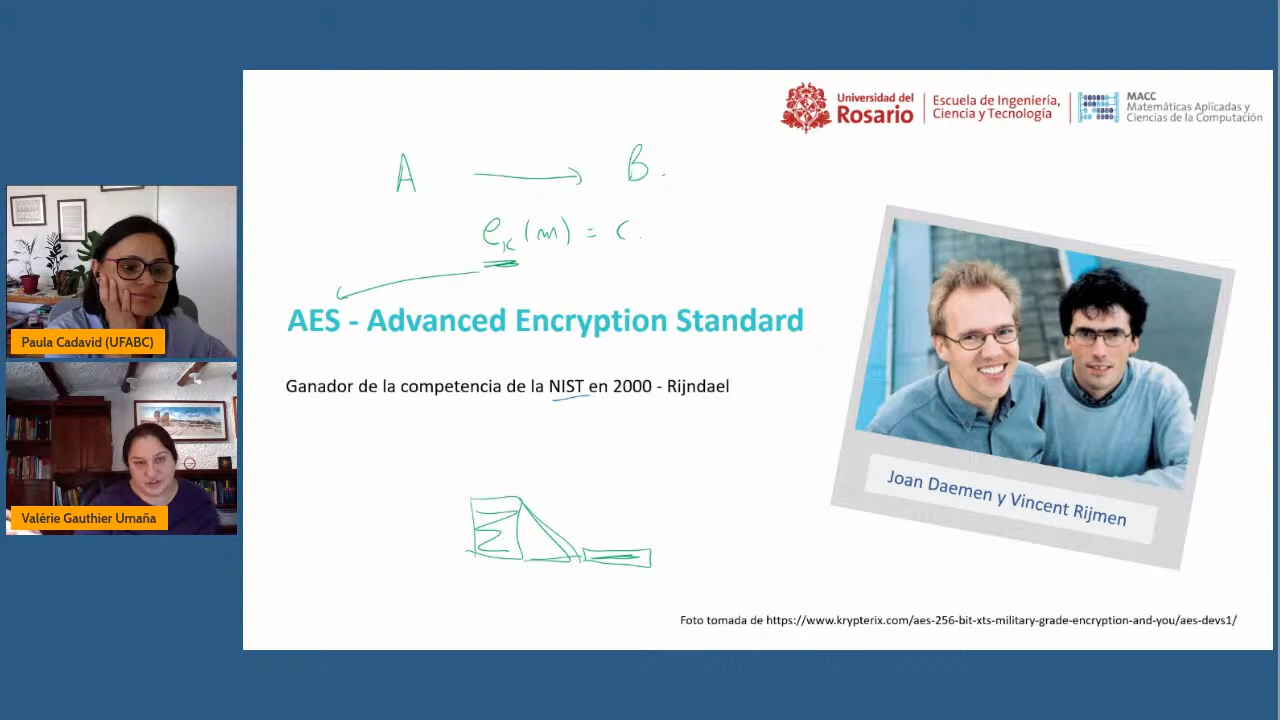 Universidad del
Rosario
Escuela de Ingeniería,
Ciencia y Tecnología
MACC
Matemáticas Aplicadas y
Ciencias de la Computación
A → B.
eₖ(m) = c.
AES - Advanced Encryption Standard
Ganador de la competencia de la NIST en 2000 - Rijndael
Joan Daemen y Vincent Rijmen
Foto tomada de https://www.krypterix.com/aes-256-bit-xts-military-grade-encryption-and-you/aes-devs1/
Paula Cadavid (UFABC)
Valérie Gauthier Umaña